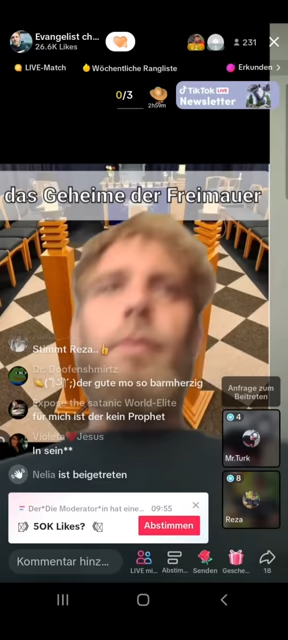 Evangelist ch...
26.6K Likes
231
LIVE-Match
Wöchentliche Rangliste
Erkunden
0/3
2h59m
TikTok LIVE
Newsletter
das Geheime der Freimauer
Stimmt Reza..
Dr. Doofenshmirtz
der gute mo so barmherzig
Expose the satanic World-Elite
für mich ist der kein Prophet
Violeta Jesus
In sein**
Nelia ist beigetreten
Anfrage zum
Beitreten
4
Mr.Turk
8
Reza
Der*Die Moderator*in hat eine...
09:55
50K Likes?
Abstimmen
Kommentar hinz...
LIVE mi...
Abstim...
Senden
Gesche...
18